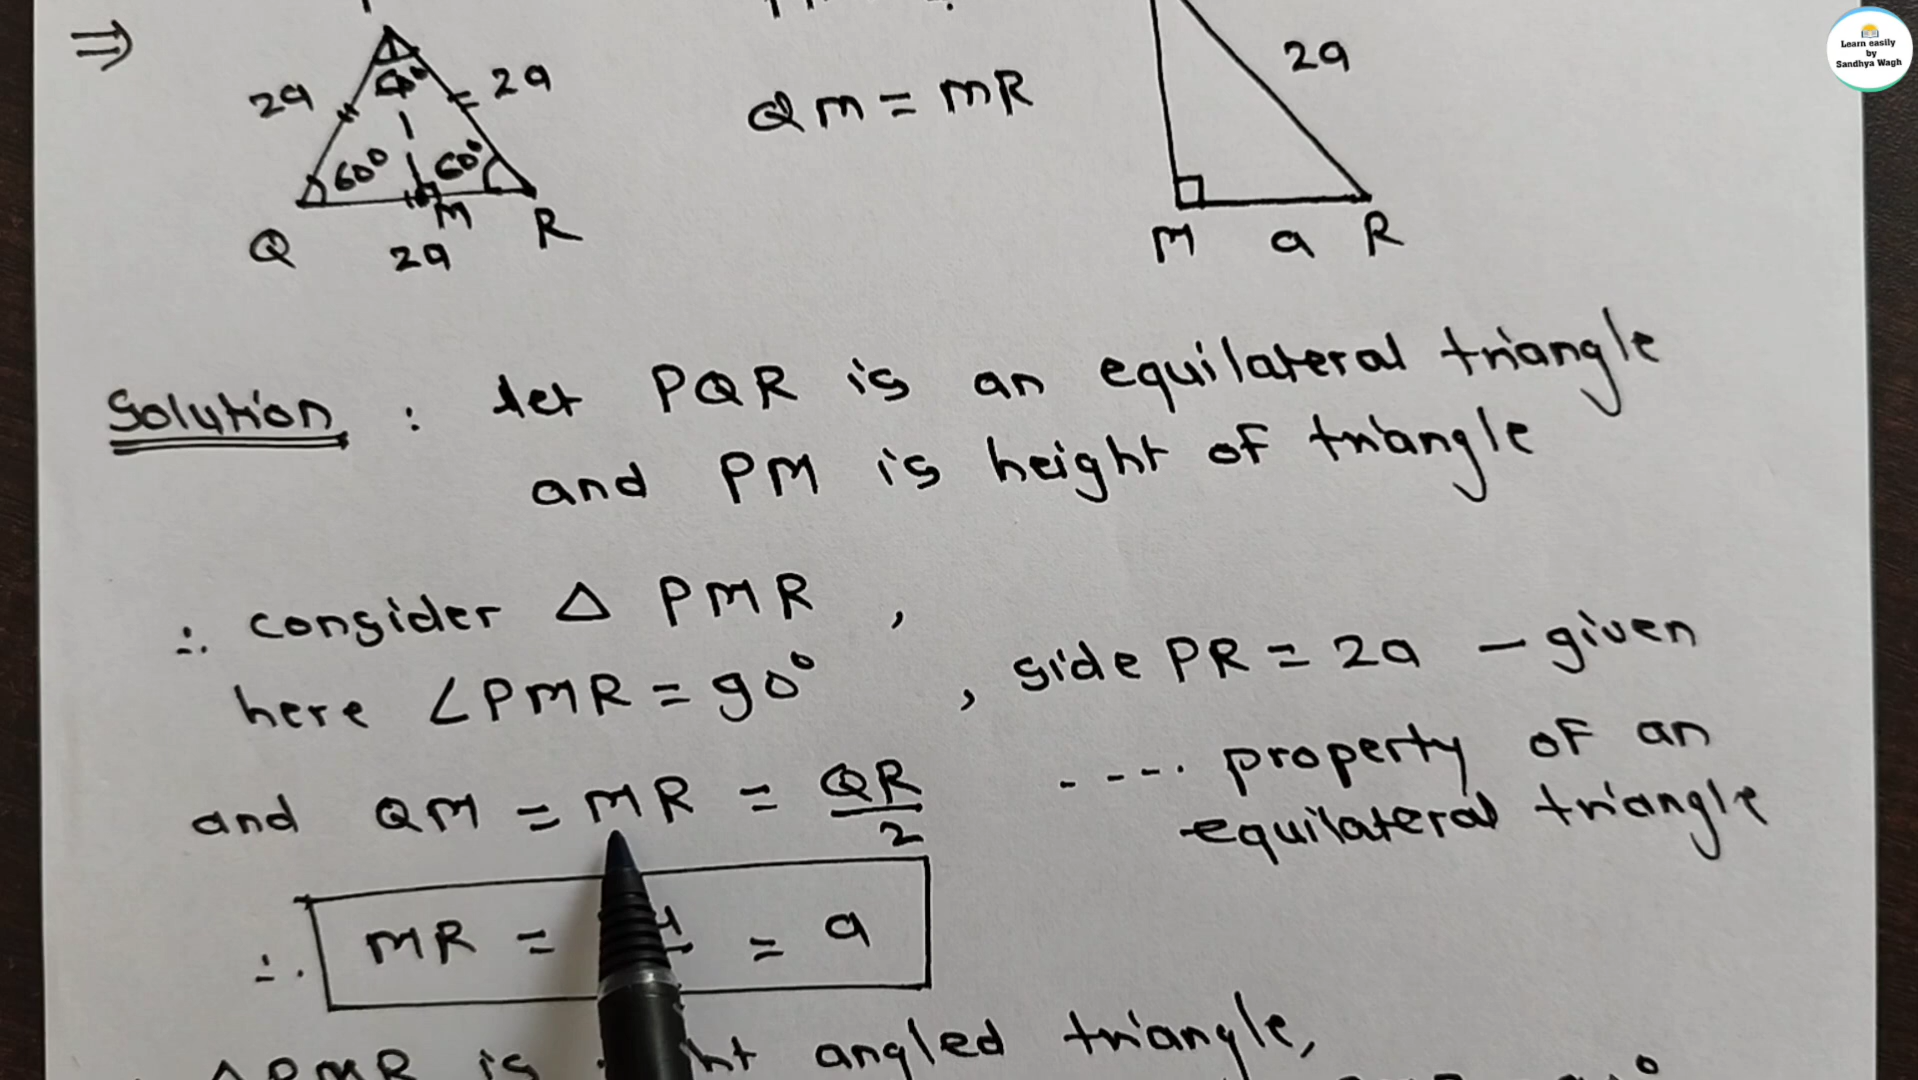 ⇒
2a
2a
60°
60°
Q
M
R
2a
Qm = mR
2a
M a R
Solution : let PQR is an equilateral triangle
and PM is height of triangle
∴ consider △ PMR ,
here ∠PMR = 90° , side PR = 2a — given
and QM = MR = QR/2 ---- property of an
equilateral triangle
∴ MR = = a
△PMR is angled triangle,
Learn easily
by
Sandhya Wagh